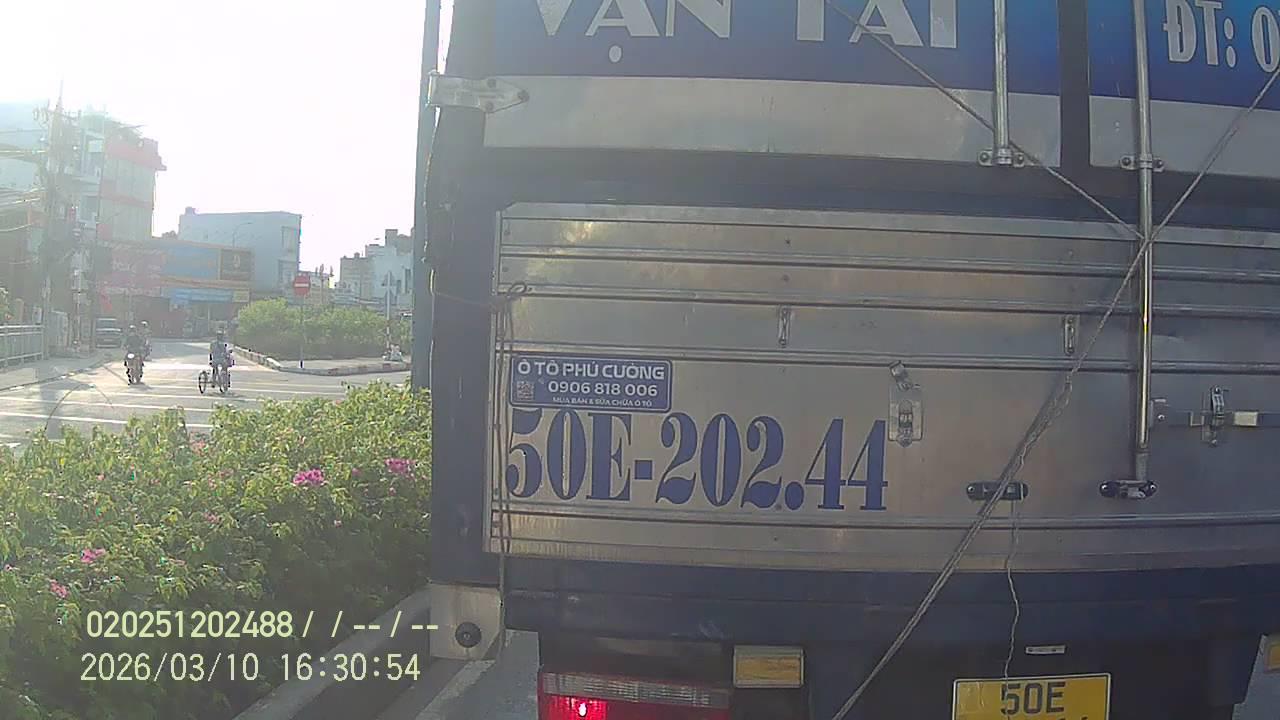 VẬN TẢI
ĐT: 0
Ô TÔ PHÚ CƯỜNG
0906 818 006
MUA BÁN & SỬA CHỮA Ô TÔ
50E-202.44
020251202488 / / -- / --
2026/03/10 16:30:54
50E